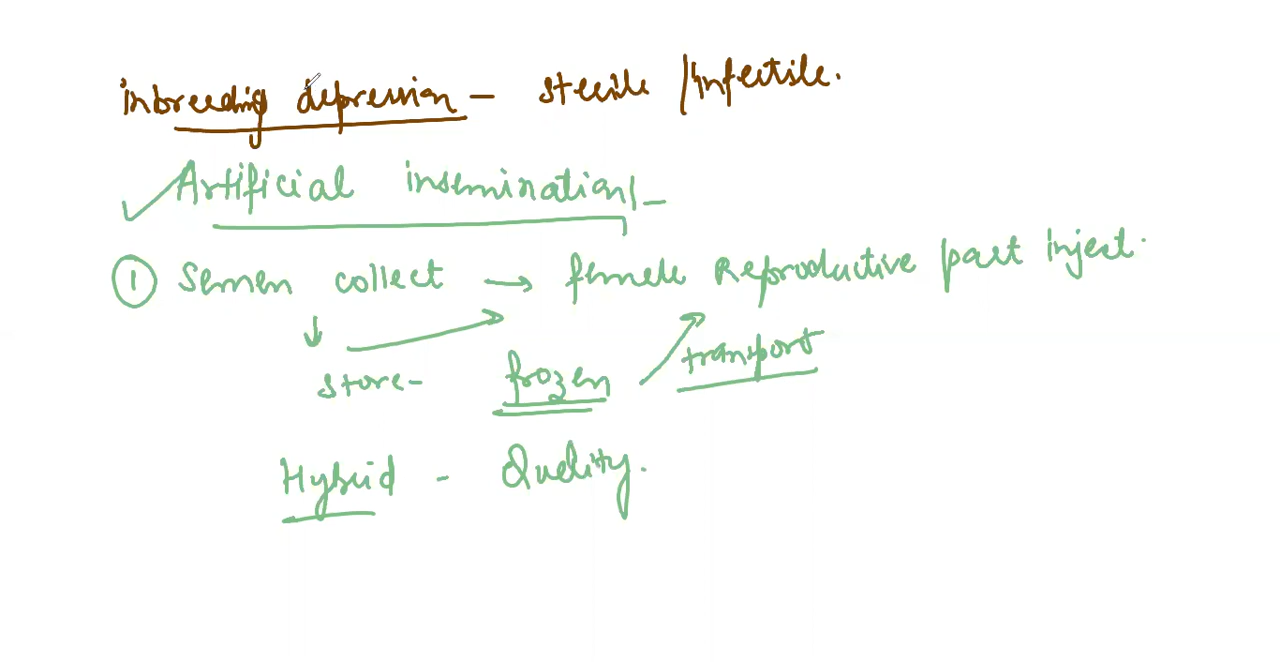 inbreeding depression - sterile / infertile.
✓ Artificial insemination/-
① Semen collect → female Reproductive part inject.
↓
store- frozen transport
Hybrid - Quality.